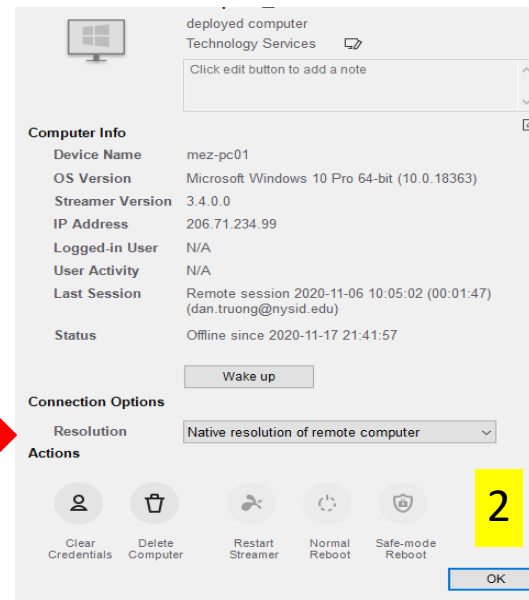 deployed computer
Technology Services
Click edit button to add a note
Computer Info
Device Name mez-pc01
OS Version Microsoft Windows 10 Pro 64-bit (10.0.18363)
Streamer Version 3.4.0.0
IP Address 206.71.234.99
Logged-in User N/A
User Activity N/A
Last Session Remote session 2020-11-06 10:05:02 (00:01:47)
(dan.truong@nysid.edu)
Status Offline since 2020-11-17 21:41:57
Wake up
Connection Options
Resolution Native resolution of remote computer
Actions
2
Clear Delete Restart Normal Safe-mode
Credentials Computer Streamer Reboot Reboot
OK